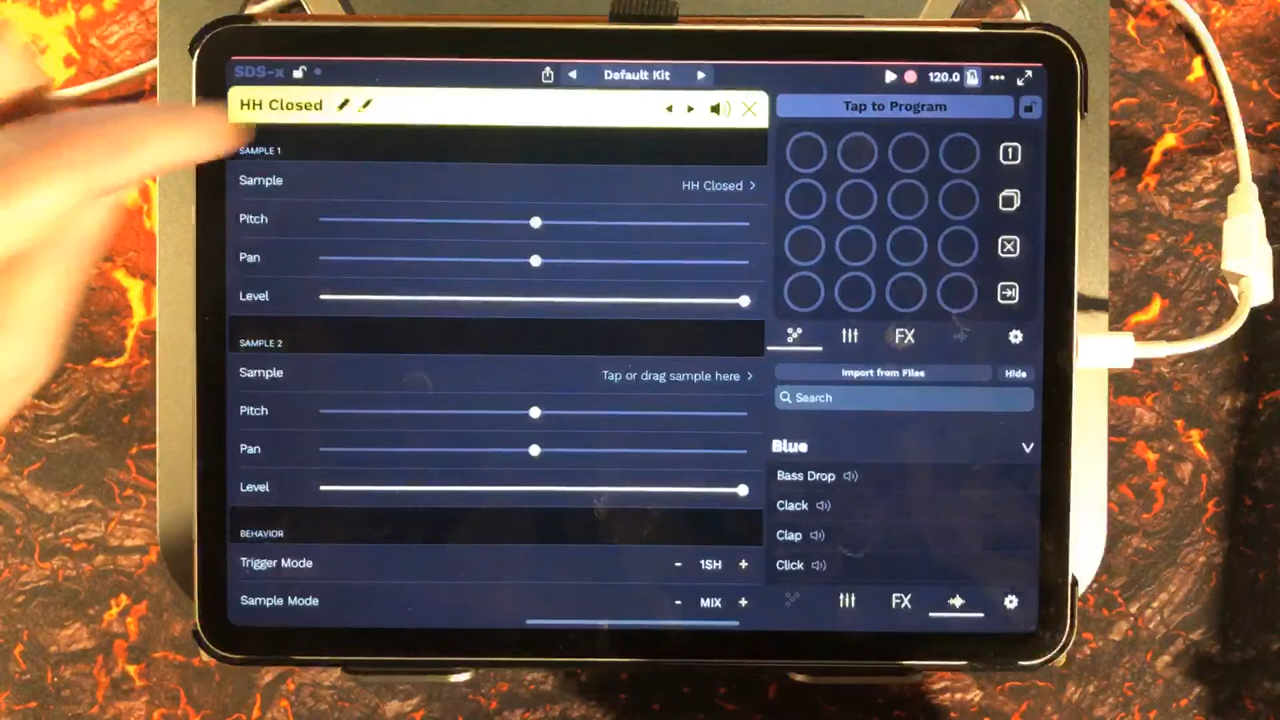 SDS-x
Default Kit
120.0
HH Closed
Tap to Program
1
SAMPLE 1
Sample
HH Closed
Pitch
Pan
Level
SAMPLE 2
Sample
Tap or drag sample here
Pitch
Pan
Level
BEHAVIOR
Trigger Mode
- 1SH +
Sample Mode
- MIX +
FX
Import from Files
Hide
Search
Blue
Bass Drop
Clack
Clap
Click
FX